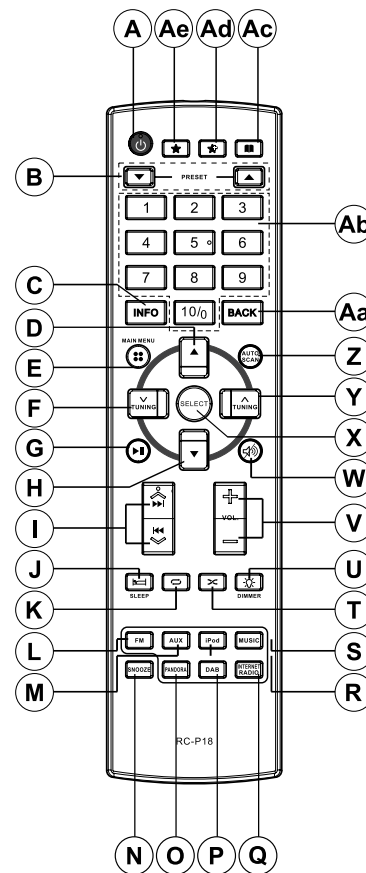 A Ae Ad Ac
B PRESET
1 2 3
Ab
4 5 6
7 8 9
C INFO 10/0 BACK Aa
D
MAIN MENU AUTO SCAN Z
E
F TUNING SELECT TUNING Y
G X
H W
I VOL. V
J SLEEP DIMMER U
K T
L FM AUX iPod MUSIC S
M SNOOZE PANDORA DAB INTERNET RADIO R
RC-P18
N O P Q